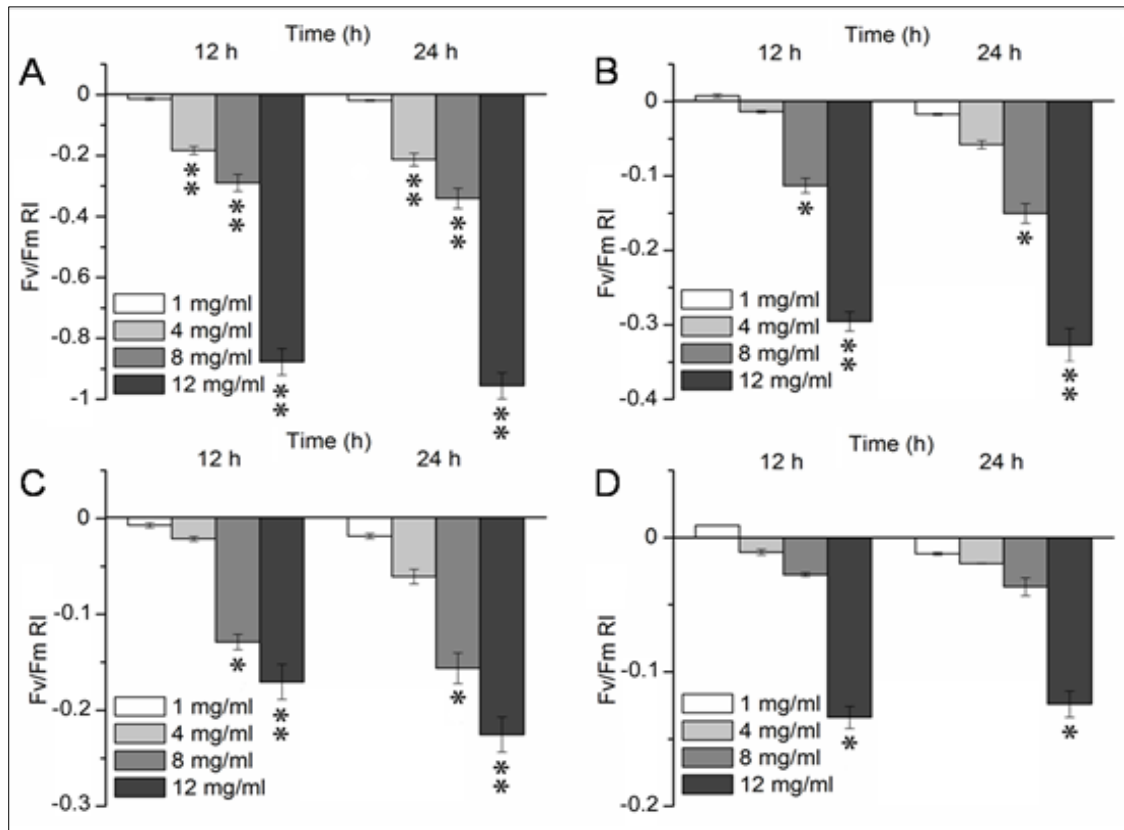 A
Time (h)
12 h 24 h
0
-0.2
-0.4
-0.6
-0.8
-1
Fv/Fm RI
** ** ** ** ** **
1 mg/ml
4 mg/ml
8 mg/ml
12 mg/ml
B
Time (h)
12 h 24 h
0
-0.1
-0.2
-0.3
-0.4
Fv/Fm RI
* ** * **
1 mg/ml
4 mg/ml
8 mg/ml
12 mg/ml
C
Time (h)
12 h 24 h
0
-0.1
-0.2
-0.3
Fv/Fm RI
* ** * **
1 mg/ml
4 mg/ml
8 mg/ml
12 mg/ml
D
Time (h)
12 h 24 h
0
-0.1
-0.2
Fv/Fm RI
* *
1 mg/ml
4 mg/ml
8 mg/ml
12 mg/ml